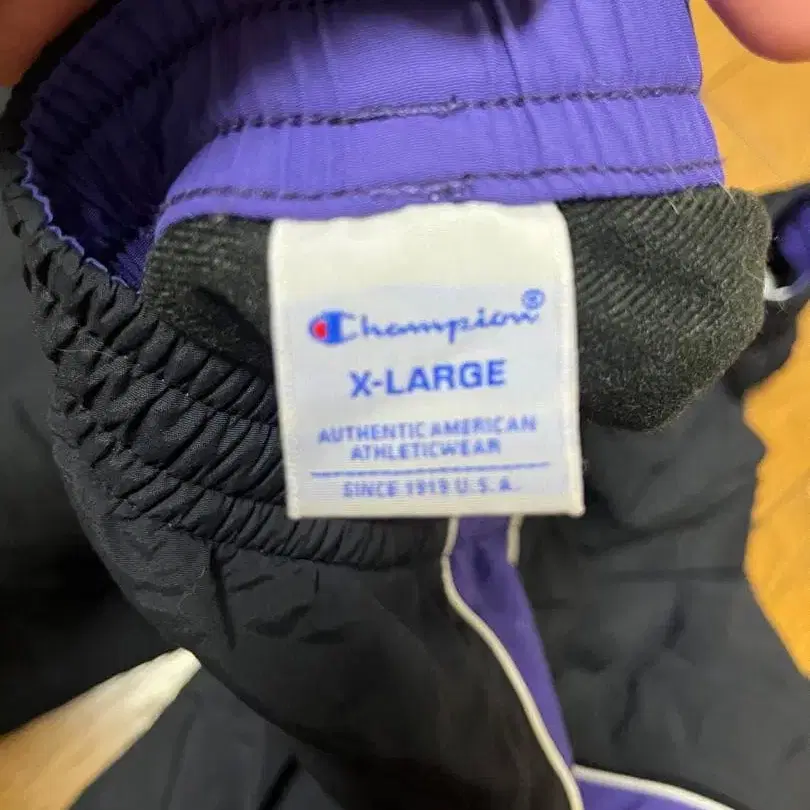 Champion®
X-LARGE
AUTHENTIC AMERICAN
ATHLETICWEAR
SINCE 1919 U.S.A.